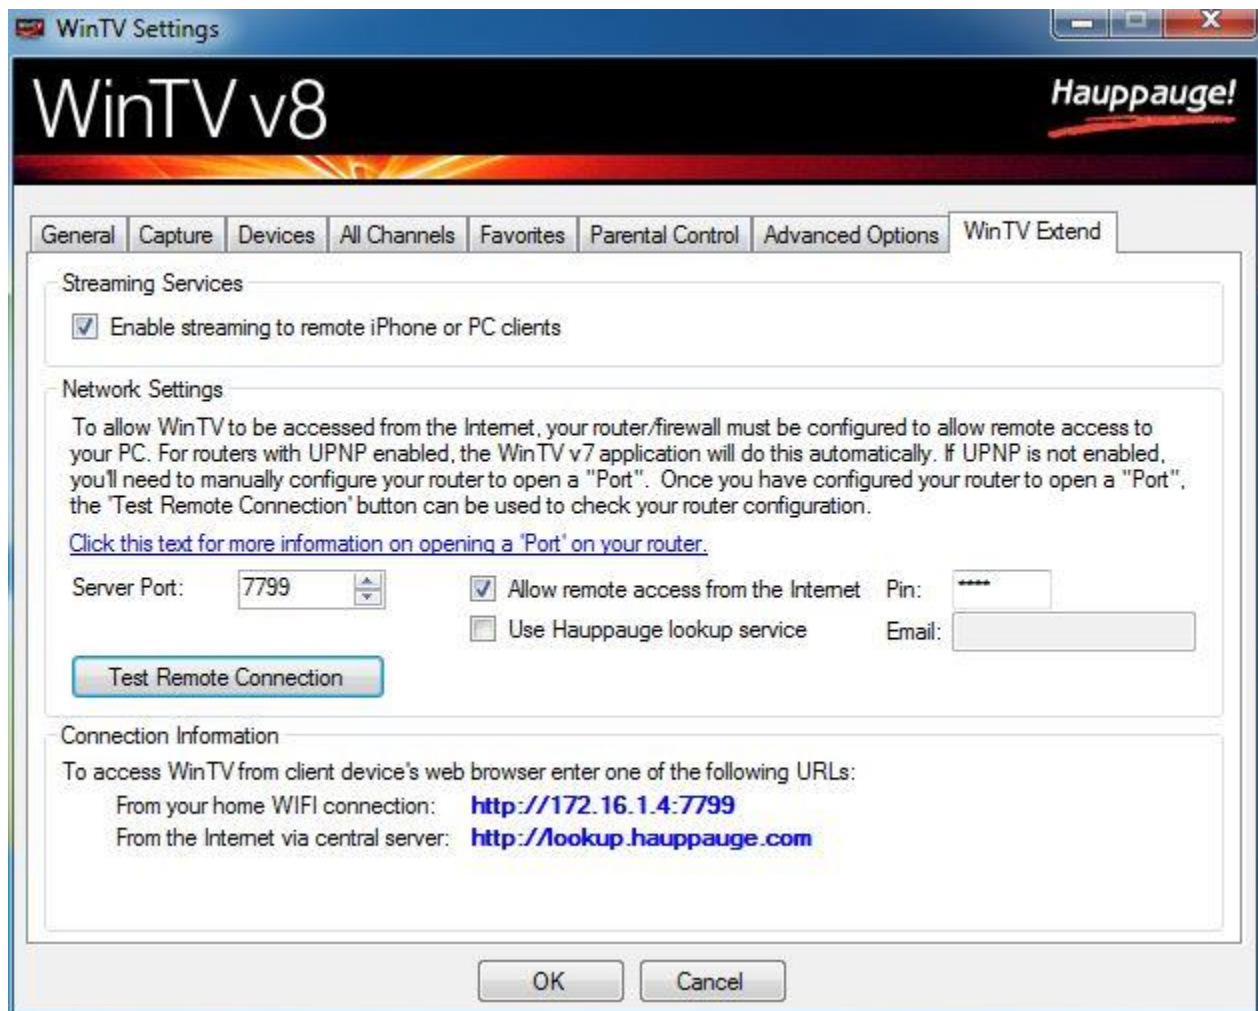 WinTV Settings
WinTV v8
Hauppauge!
General Capture Devices All Channels Favorites Parental Control Advanced Options WinTV Extend
Streaming Services
Enable streaming to remote iPhone or PC clients
Network Settings
To allow WinTV to be accessed from the Internet, your router/firewall must be configured to allow remote access to
your PC. For routers with UPNP enabled, the WinTV v7 application will do this automatically. If UPNP is not enabled,
you'll need to manually configure your router to open a "Port". Once you have configured your router to open a "Port",
the 'Test Remote Connection' button can be used to check your router configuration.
Click this text for more information on opening a 'Port' on your router.
Server Port: 7799 Allow remote access from the Internet Pin: ****
Use Hauppauge lookup service Email:
Test Remote Connection
Connection Information
To access WinTV from client device's web browser enter one of the following URLs:
From your home WIFI connection: http://172.16.1.4:7799
From the Internet via central server: http://lookup.hauppauge.com
OK Cancel